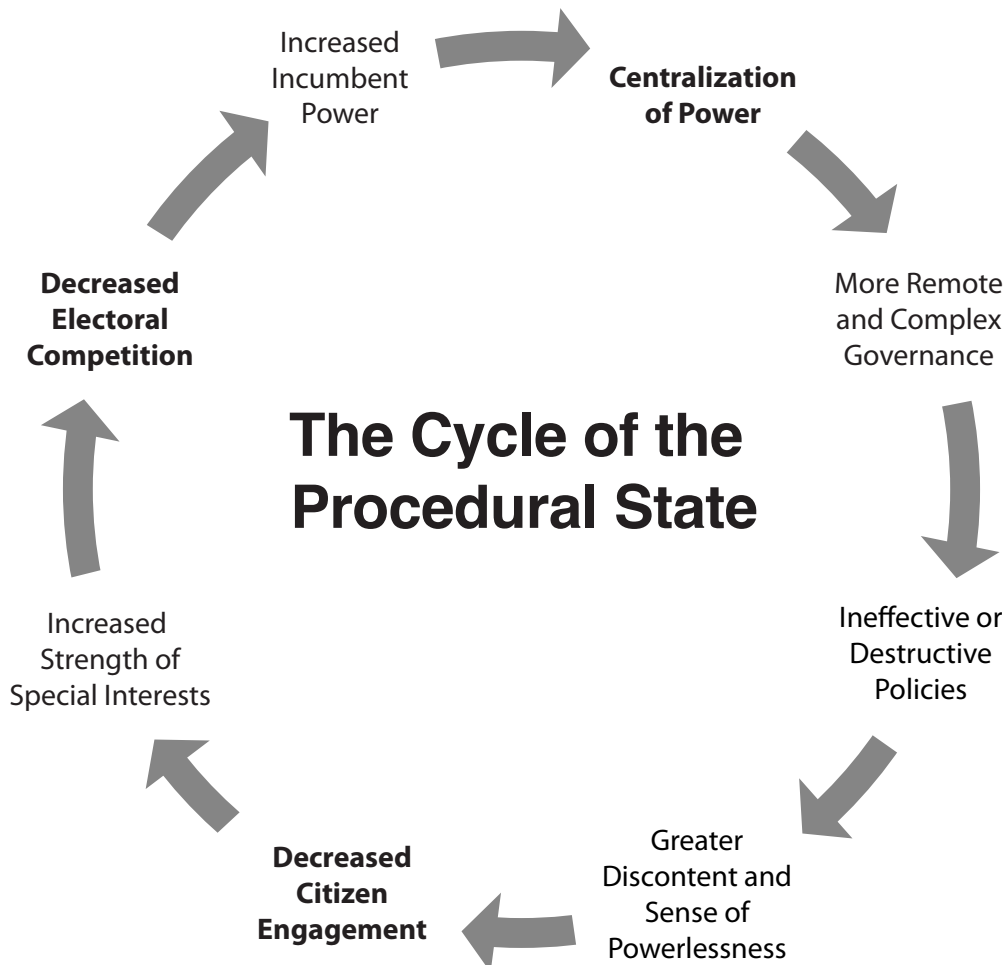 Increased
Incumbent
Power
Centralization
of Power
More Remote
and Complex
Governance
Ineffective or
Destructive
Policies
Greater
Discontent and
Sense of
Powerlessness
Decreased
Citizen
Engagement
Increased
Strength of
Special Interests
Decreased
Electoral
Competition
The Cycle of the
Procedural State